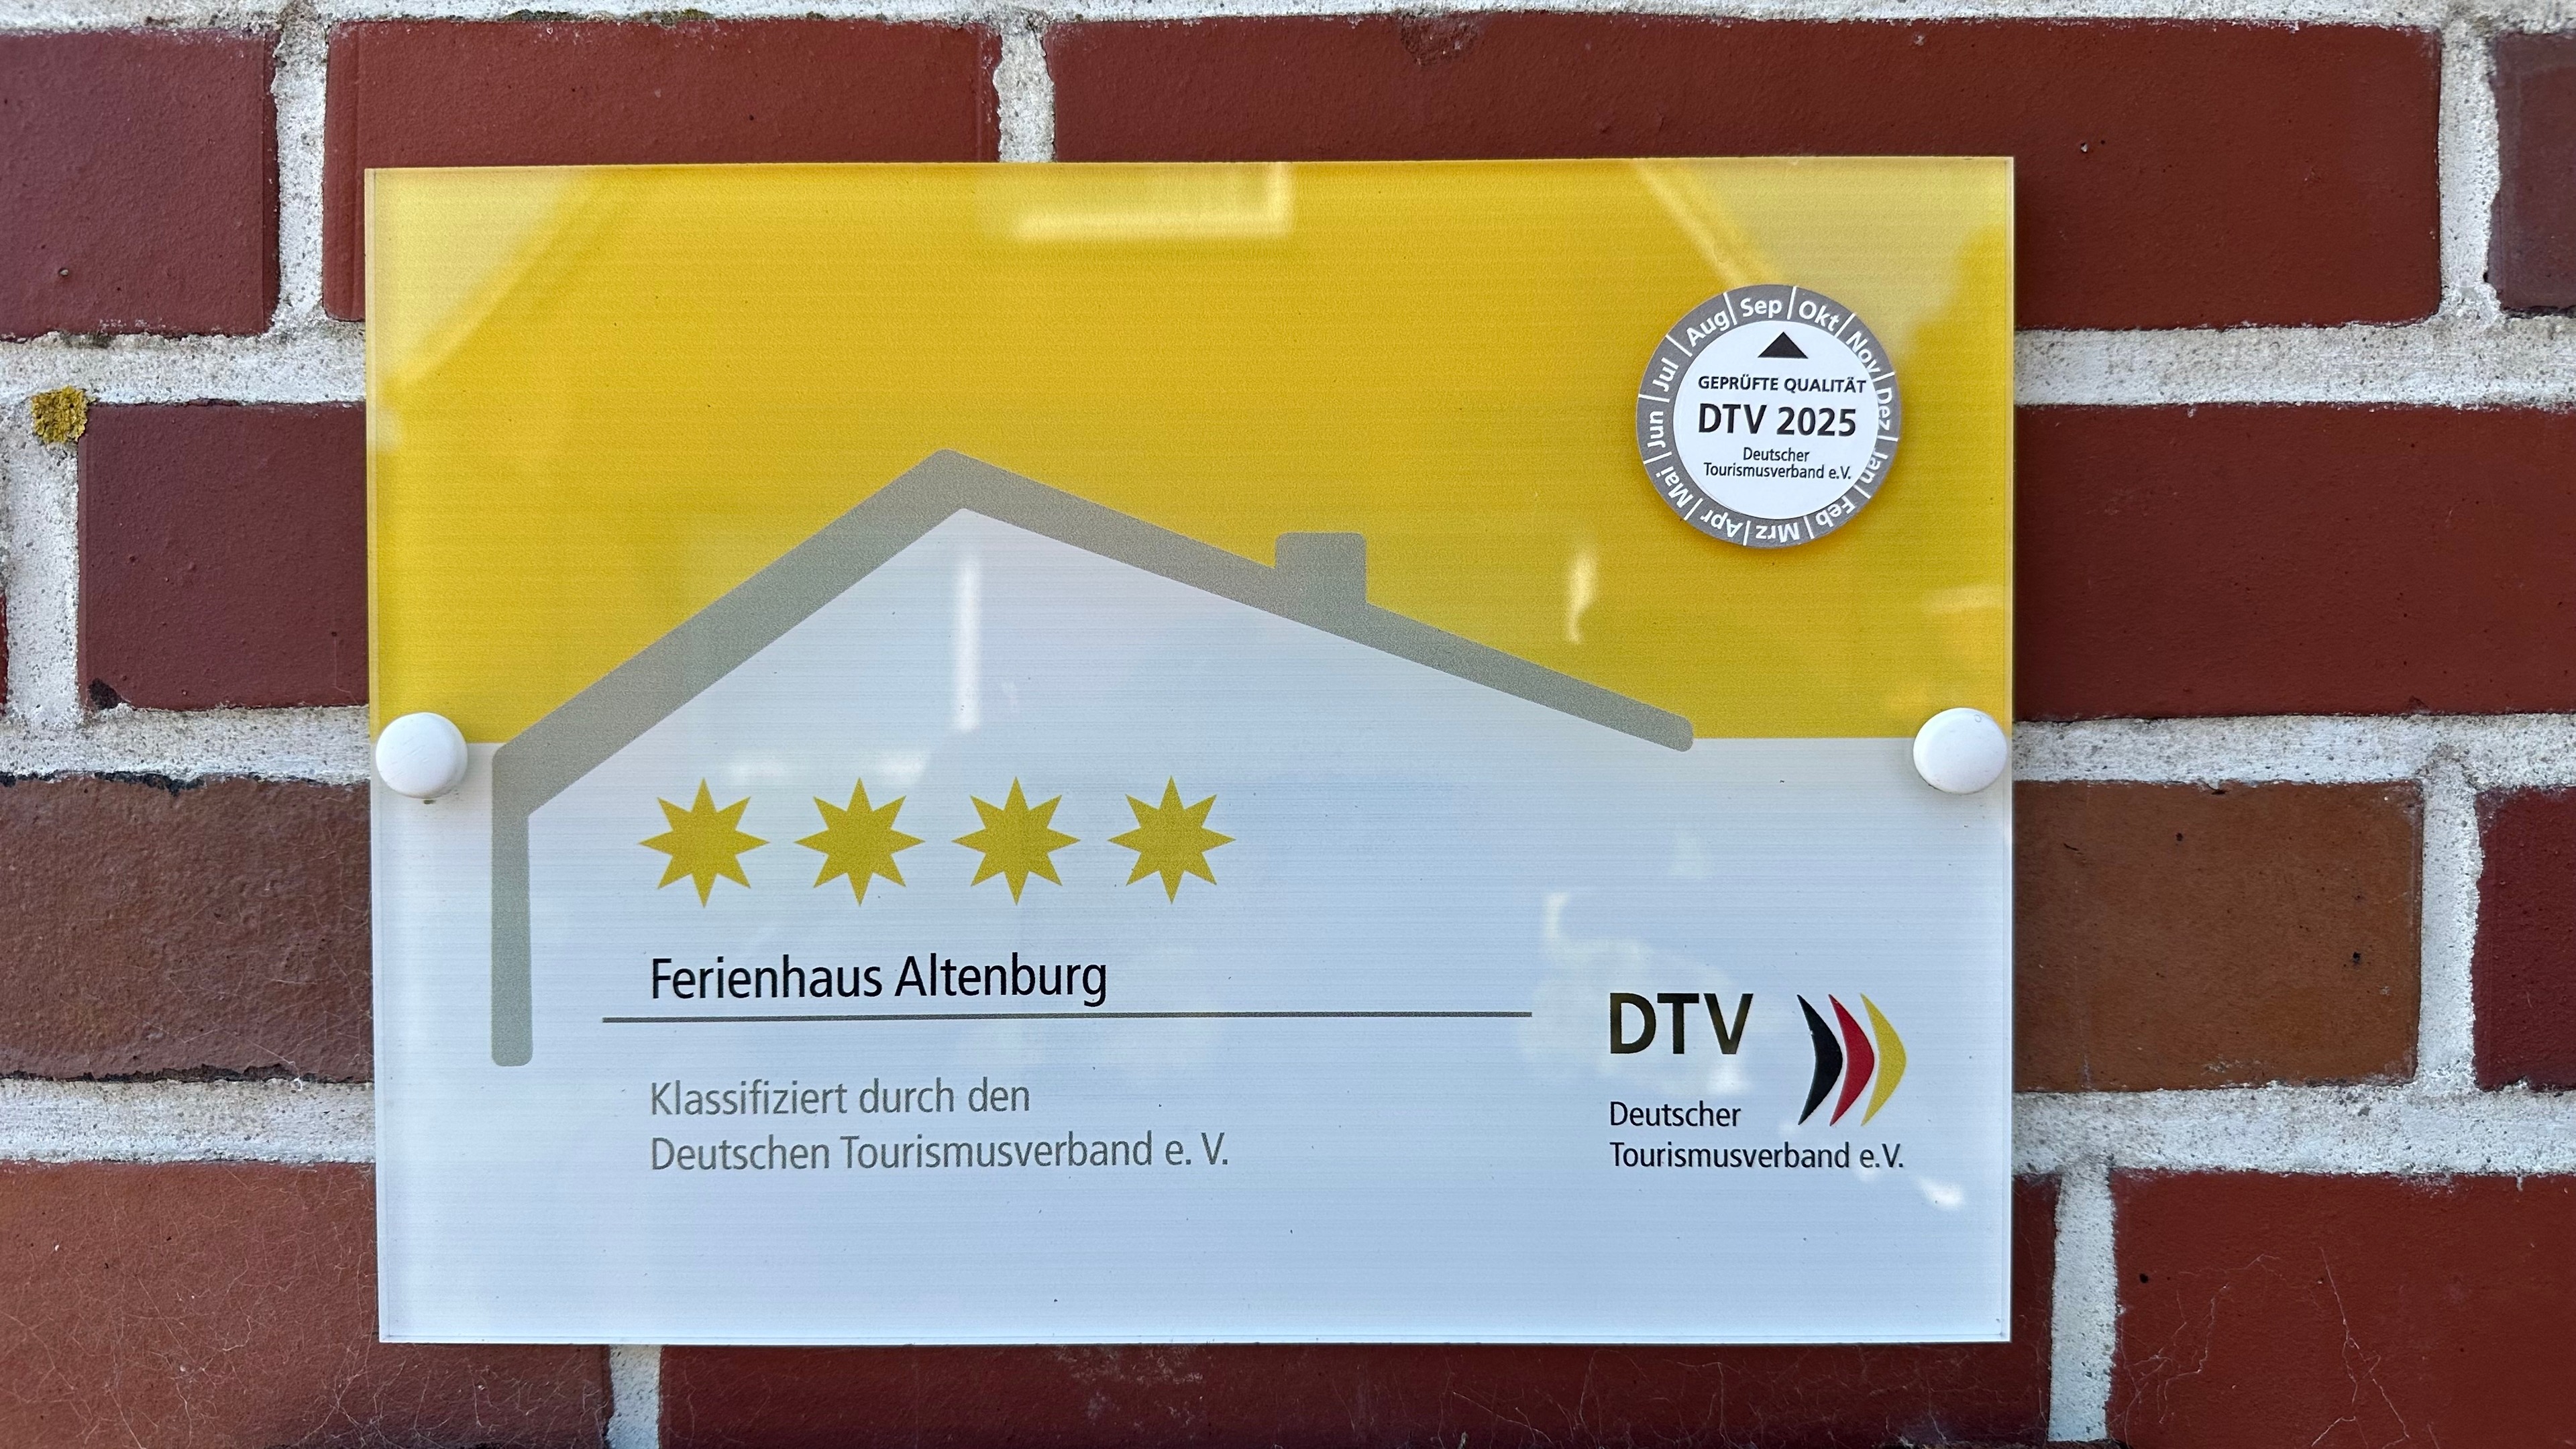 Aug Sep Okt Nov Dez Jan Feb Mrz Apr Mai Jun Jul
GEPRÜFTE QUALITÄT
DTV 2025
Deutscher
Tourismusverband e.V.
Ferienhaus Altenburg
Klassifiziert durch den
Deutschen Tourismusverband e. V.
DTV
Deutscher
Tourismusverband e.V.